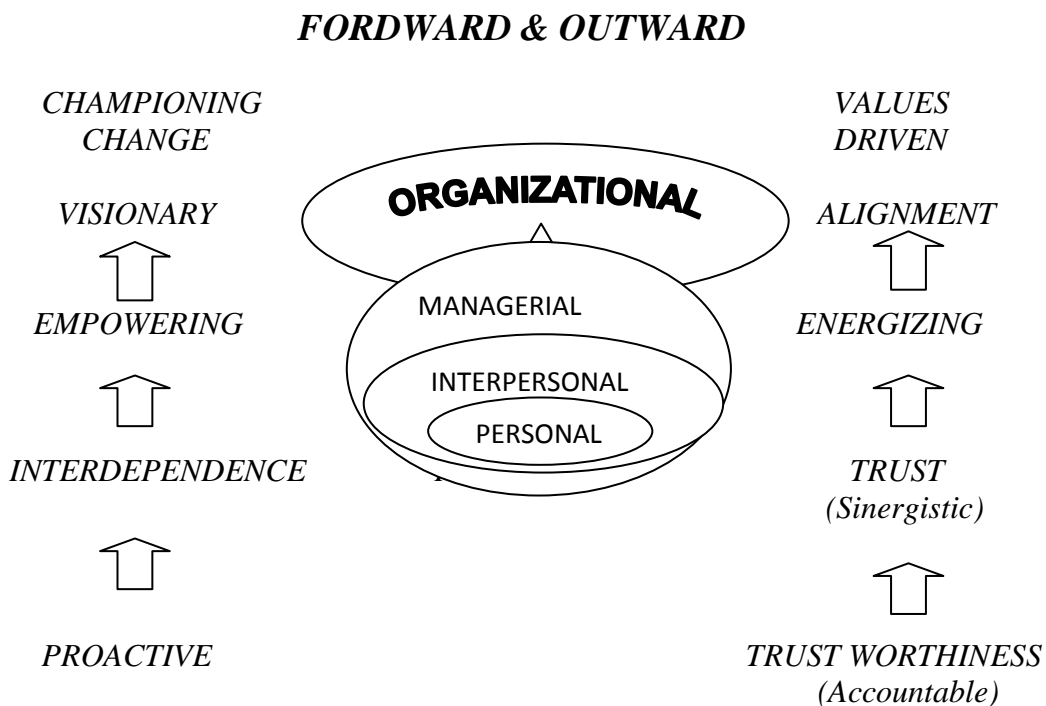 FORDWARD & OUTWARD
CHAMPIONING
CHANGE
VALUES
DRIVEN
ORGANIZATIONAL
VISIONARY
ALIGNMENT
MANAGERIAL
EMPOWERING
ENERGIZING
INTERPERSONAL
PERSONAL
INTERDEPENDENCE
TRUST
(Sinergistic)
PROACTIVE
TRUST WORTHINESS
(Accountable)